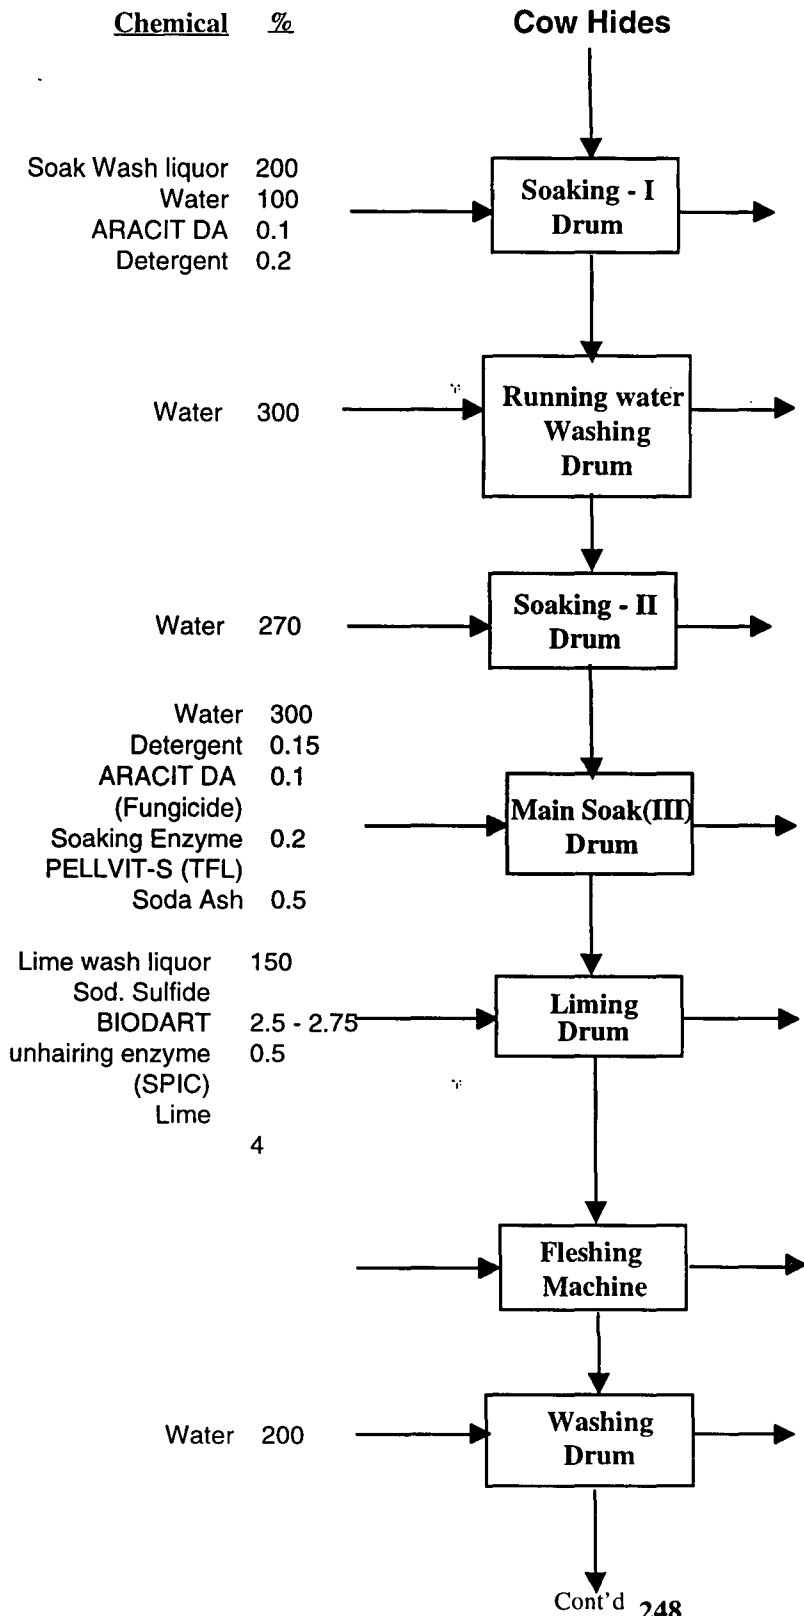 Chemical %
Cow Hides
Soak Wash liquor 200
Water 100
ARACIT DA 0.1
Detergent 0.2
Soaking - I
Drum
Water 300
Running water
Washing
Drum
Water 270
Soaking - II
Drum
Water 300
Detergent 0.15
ARACIT DA 0.1
(Fungicide)
Soaking Enzyme 0.2
PELLVIT-S (TFL)
Soda Ash 0.5
Main Soak(III)
Drum
Lime wash liquor 150
Sod. Sulfide
BIODART 2.5 - 2.75
unhairing enzyme 0.5
(SPIC)
Lime
4
Liming
Drum
Fleshing
Machine
Water 200
Washing
Drum
Cont'd 248